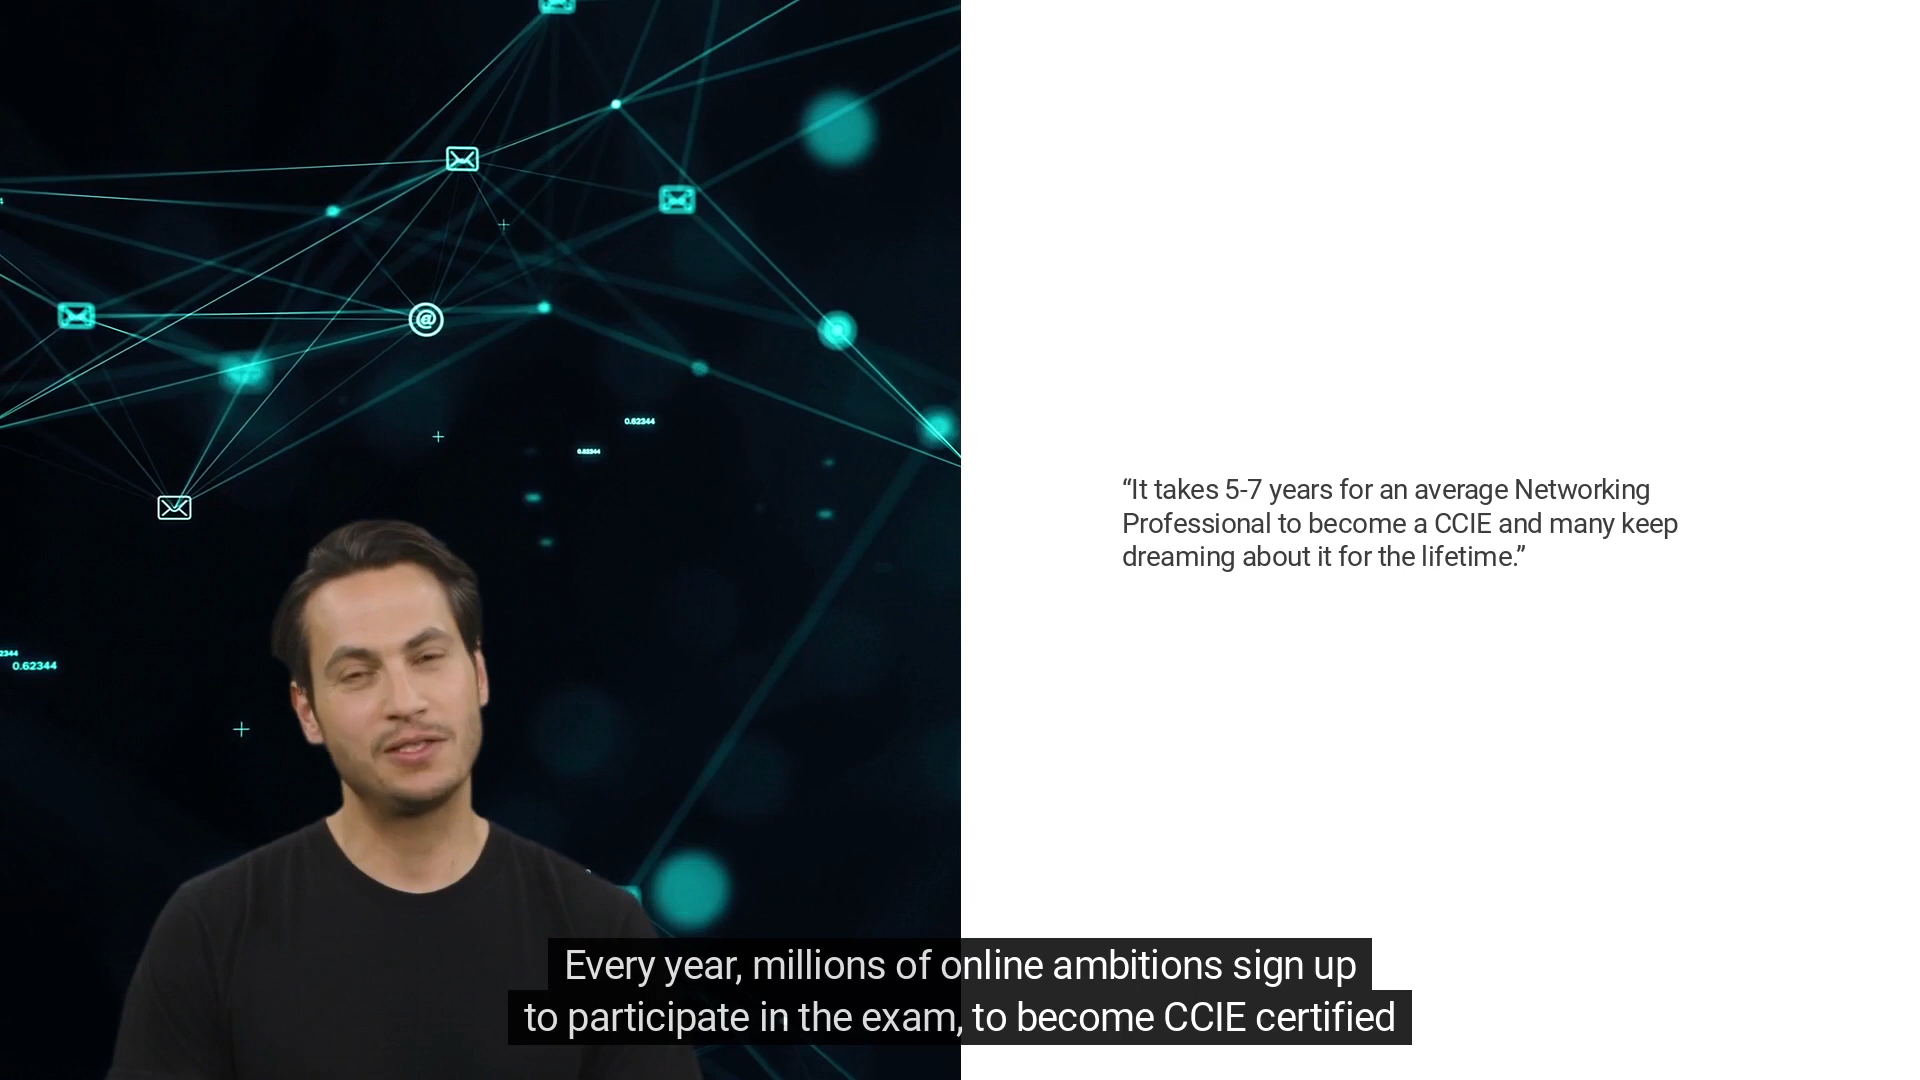 @
0.62344
0.62344
2344
0.62344
“It takes 5-7 years for an average Networking
Professional to become a CCIE and many keep
dreaming about it for the lifetime.”
Every year, millions of online ambitions sign up
to participate in the exam, to become CCIE certified